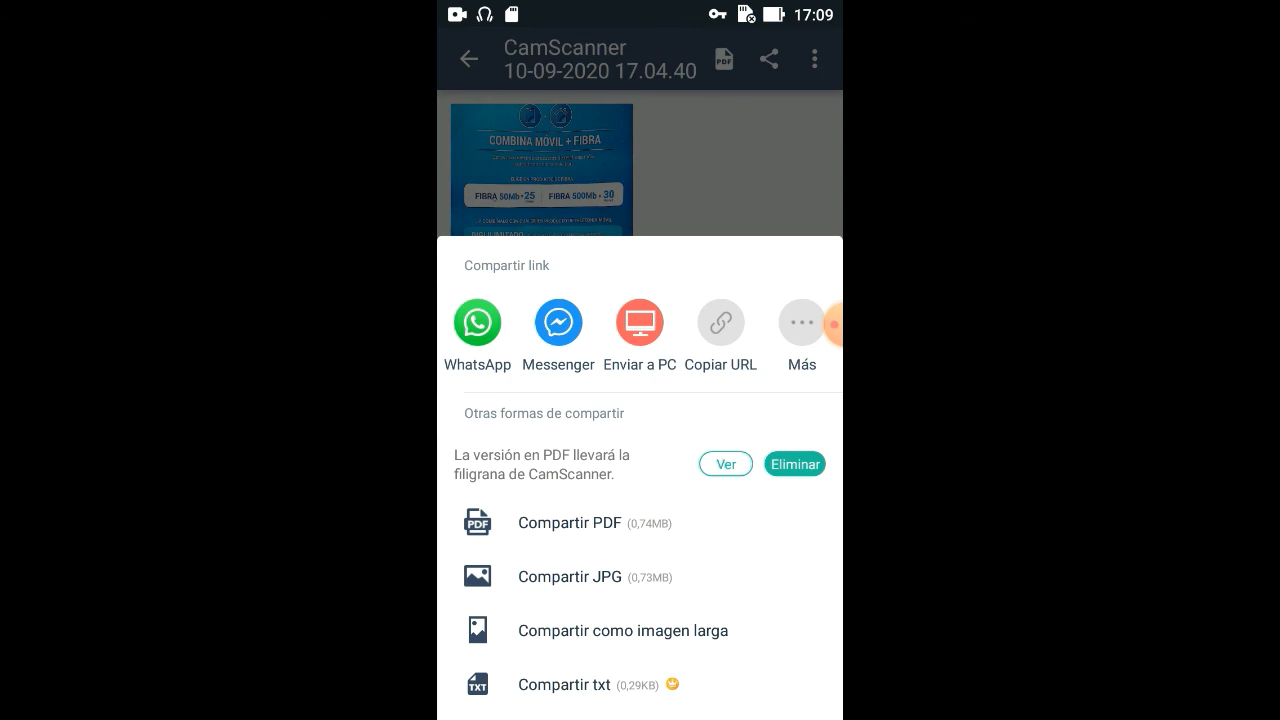 17:09
CamScanner
10-09-2020 17.04.40
PDF
COMBINA MÓVIL + FIBRA
FIBRA 50Mb 25
FIBRA 500Mb 30
Compartir link
WhatsApp
Messenger
Enviar a PC
Copiar URL
Más
Otras formas de compartir
La versión en PDF llevará la
filigrana de CamScanner.
Ver
Eliminar
PDF
Compartir PDF (0,74MB)
Compartir JPG (0,73MB)
Compartir como imagen larga
TXT
Compartir txt (0,29KB)